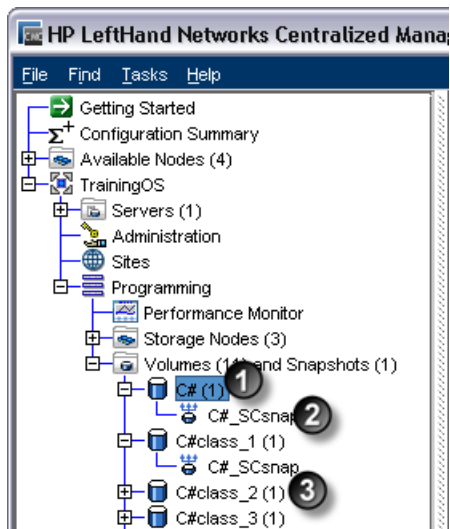 HP LeftHand Networks Centralized Mana
File Find Tasks Help
Getting Started
Configuration Summary
Available Nodes (4)
TrainingOS
Servers (1)
Administration
Sites
Programming
Performance Monitor
Storage Nodes (3)
Volumes (11) and Snapshots (1)
C# (1) 1
C#_SCsnap 2
C#class_1 (1)
C#_SCsnap
C#class_2 (1) 3
C#class_3 (1)